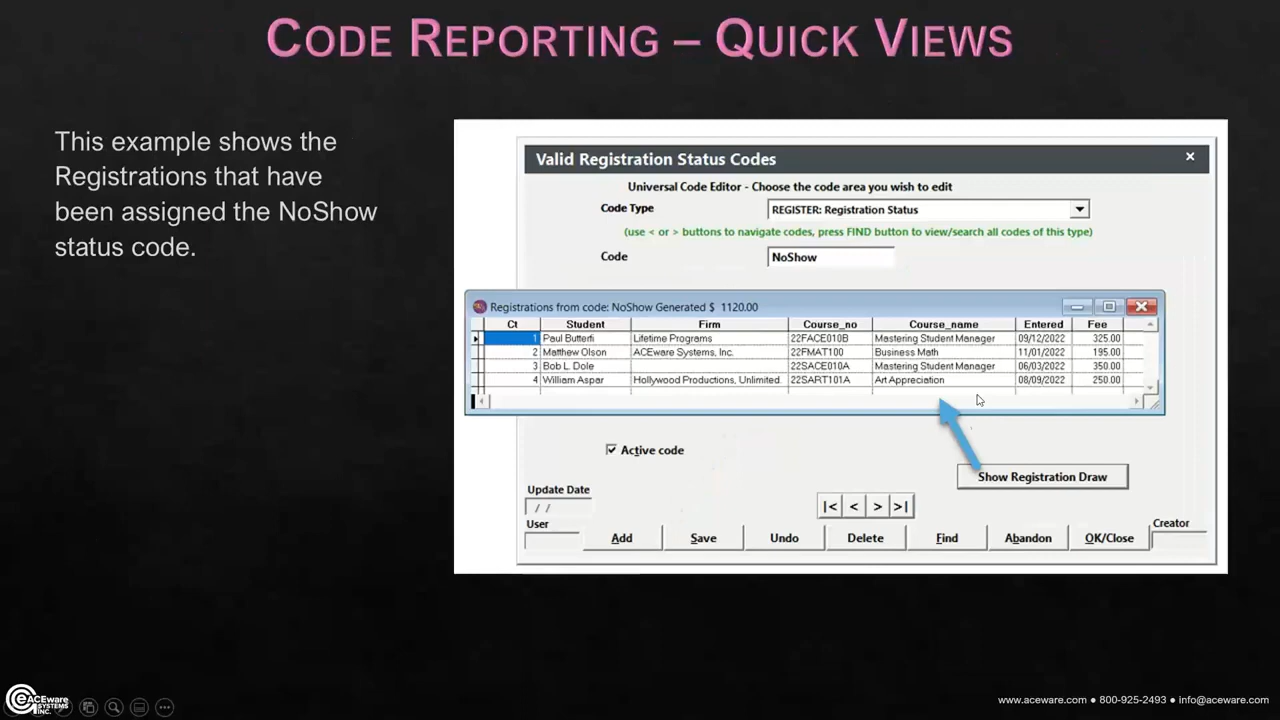 CODE REPORTING – QUICK VIEWS
This example shows the
Registrations that have
been assigned the NoShow
status code.
Valid Registration Status Codes
Universal Code Editor - Choose the code area you wish to edit
Code Type REGISTER: Registration Status
(use < or > buttons to navigate codes, press FIND button to view/search all codes of this type)
Code NoShow
Registrations from code: NoShow Generated $ 1120.00
Ct Student Firm Course_no Course_name Entered Fee
1 Paul Butterfi Lifetime Programs 22FACE010B Mastering Student Manager 09/12/2022 325.00
2 Matthew Olson ACEware Systems, Inc. 22FMAT100 Business Math 11/01/2022 195.00
3 Bob L. Dole 22SACE010A Mastering Student Manager 06/03/2022 350.00
4 William Aspar Hollywood Productions, Unlimited. 22SART101A Art Appreciation 08/09/2022 250.00
Active code
Show Registration Draw
Update Date
/ /
|< < > >|
User
Creator
Add Save Undo Delete Find Abandon OK/Close
ACEware
SYSTEMS
INC.
www.aceware.com ● 800-925-2493 ● info@aceware.com